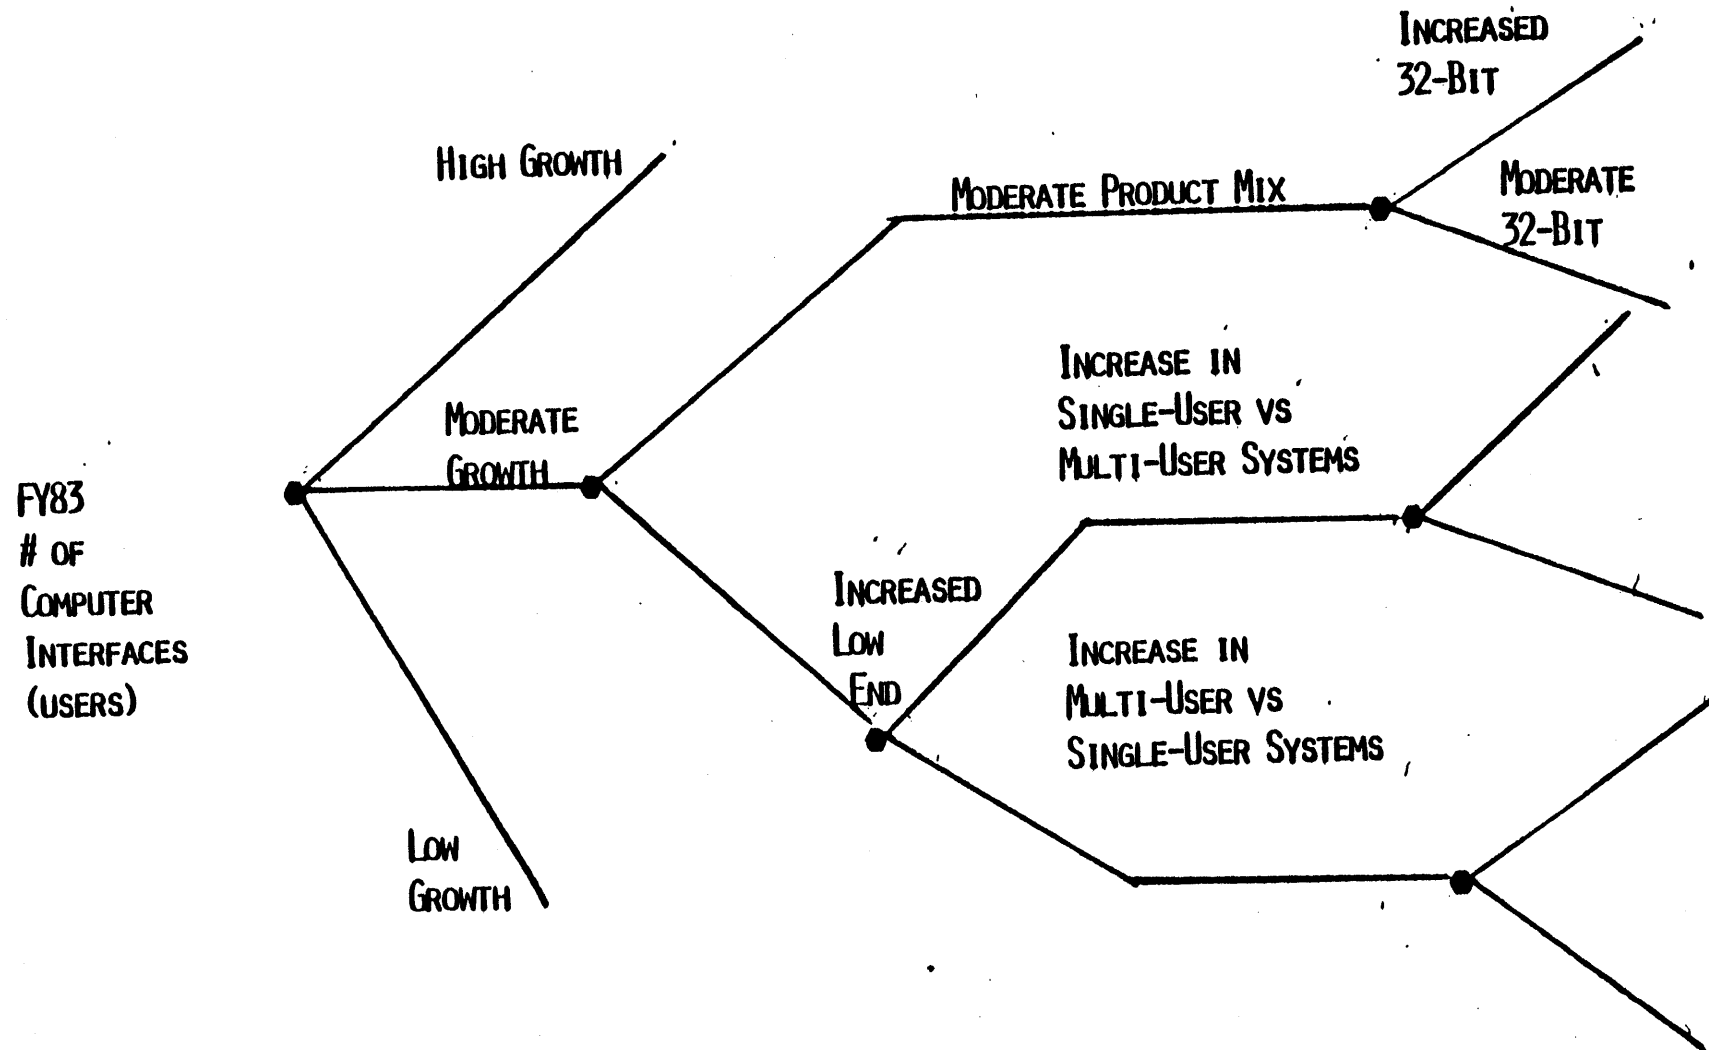 FY83
# OF
COMPUTER
INTERFACES
(USERS)
HIGH GROWTH
MODERATE
GROWTH
LOW
GROWTH
MODERATE PRODUCT MIX
INCREASED
LOW
END
INCREASED
32-BIT
MODERATE
32-BIT
INCREASE IN
SINGLE-USER VS
MULTI-USER SYSTEMS
INCREASE IN
MULTI-USER VS
SINGLE-USER SYSTEMS